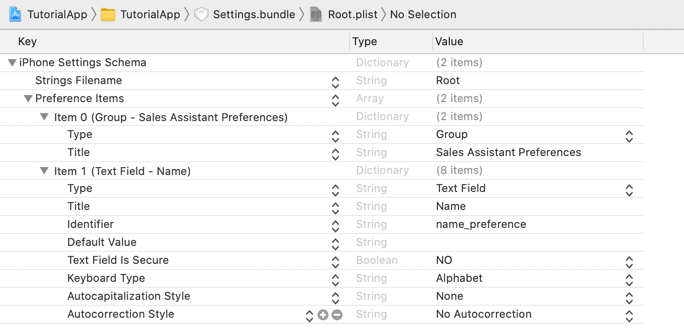 TutorialApp TutorialApp Settings.bundle Root.plist No Selection
Key Type Value
iPhone Settings Schema Dictionary (2 items)
Strings Filename String Root
Preference Items Array (2 items)
Item 0 (Group - Sales Assistant Preferences) Dictionary (2 items)
Type String Group
Title String Sales Assistant Preferences
Item 1 (Text Field - Name) Dictionary (8 items)
Type String Text Field
Title String Name
Identifier String name_preference
Default Value String
Text Field Is Secure Boolean NO
Keyboard Type String Alphabet
Autocapitalization Style String None
Autocorrection Style String No Autocorrection